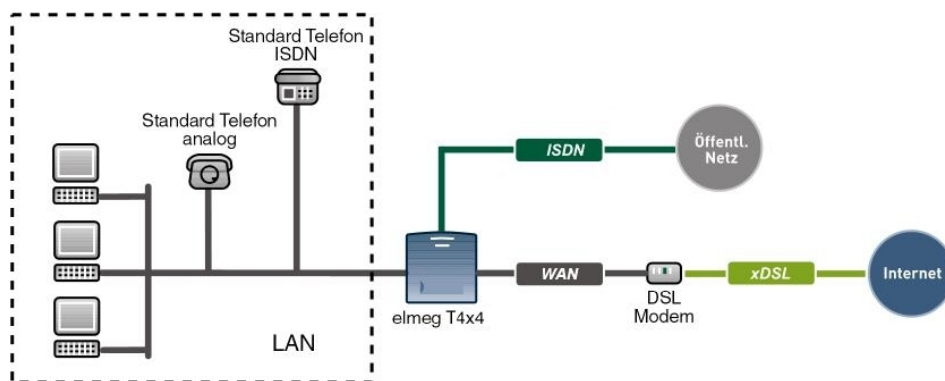 Standard Telefon
ISDN
Standard Telefon
analog
ISDN
Öffentl.
Netz
WAN
xDSL
Internet
elmeg T4x4
DSL
Modem
LAN